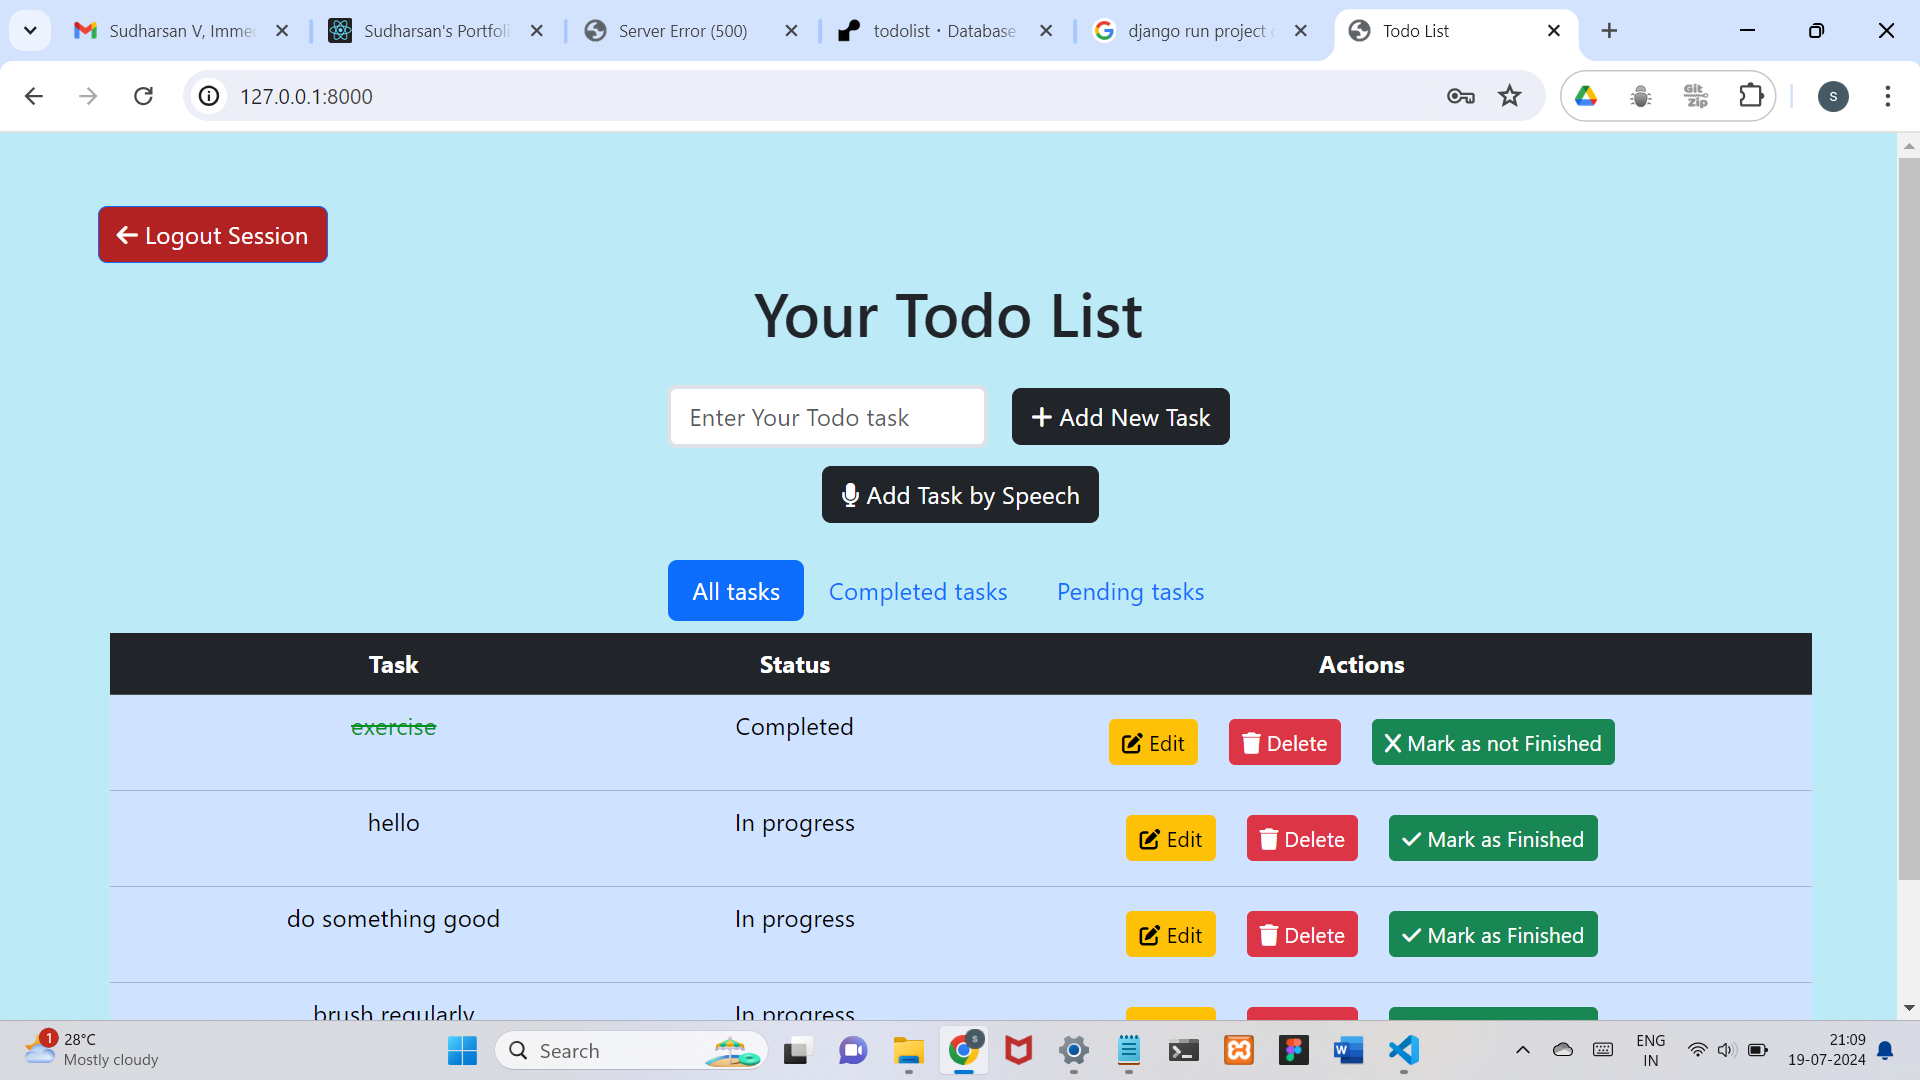 Sudharsan V, Imme
Sudharsan's Portfoli
Server Error (500)
todolist · Database
django run project
Todo List
127.0.0.1:8000
Git
Zip
s
Logout Session
Your Todo List
Enter Your Todo task
Add New Task
Add Task by Speech
All tasks
Completed tasks
Pending tasks
Task
Status
Actions
exercise
Completed
Edit
Delete
Mark as not Finished
hello
In progress
Edit
Delete
Mark as Finished
do something good
In progress
Edit
Delete
Mark as Finished
brush regularly
In progress
1
28°C
Mostly cloudy
Search
s
W
ENG
IN
21:09
19-07-2024